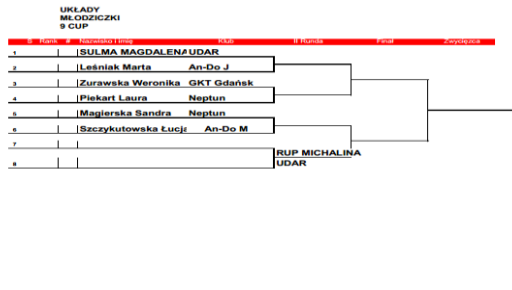 UKŁADY
MŁODZICZKI
9 CUP
S Rank # Nazwisko i Imię Klub II Runda Finał Zwycięzca
1 SULMA MAGDALENA UDAR
2 Leśniak Marta An-Do J
3 Zurawska Weronika GKT Gdańsk
4 Piekart Laura Neptun
5 Magierska Sandra Neptun
6 Szczykutowska Łucja An-Do M
7
RUP MICHALINA
8 UDAR